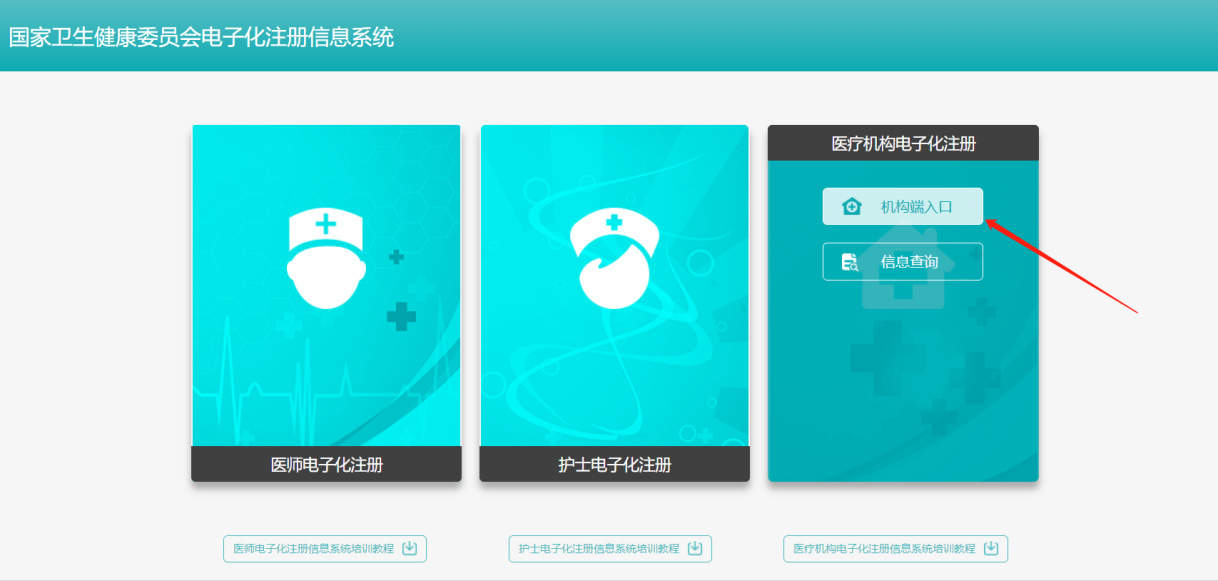 国家卫生健康委员会电子化注册信息系统
医疗机构电子化注册
机构端入口
信息查询
医师电子化注册
护士电子化注册
医师电子化注册信息系统培训教程
护士电子化注册信息系统培训教程
医疗机构电子化注册信息系统培训教程